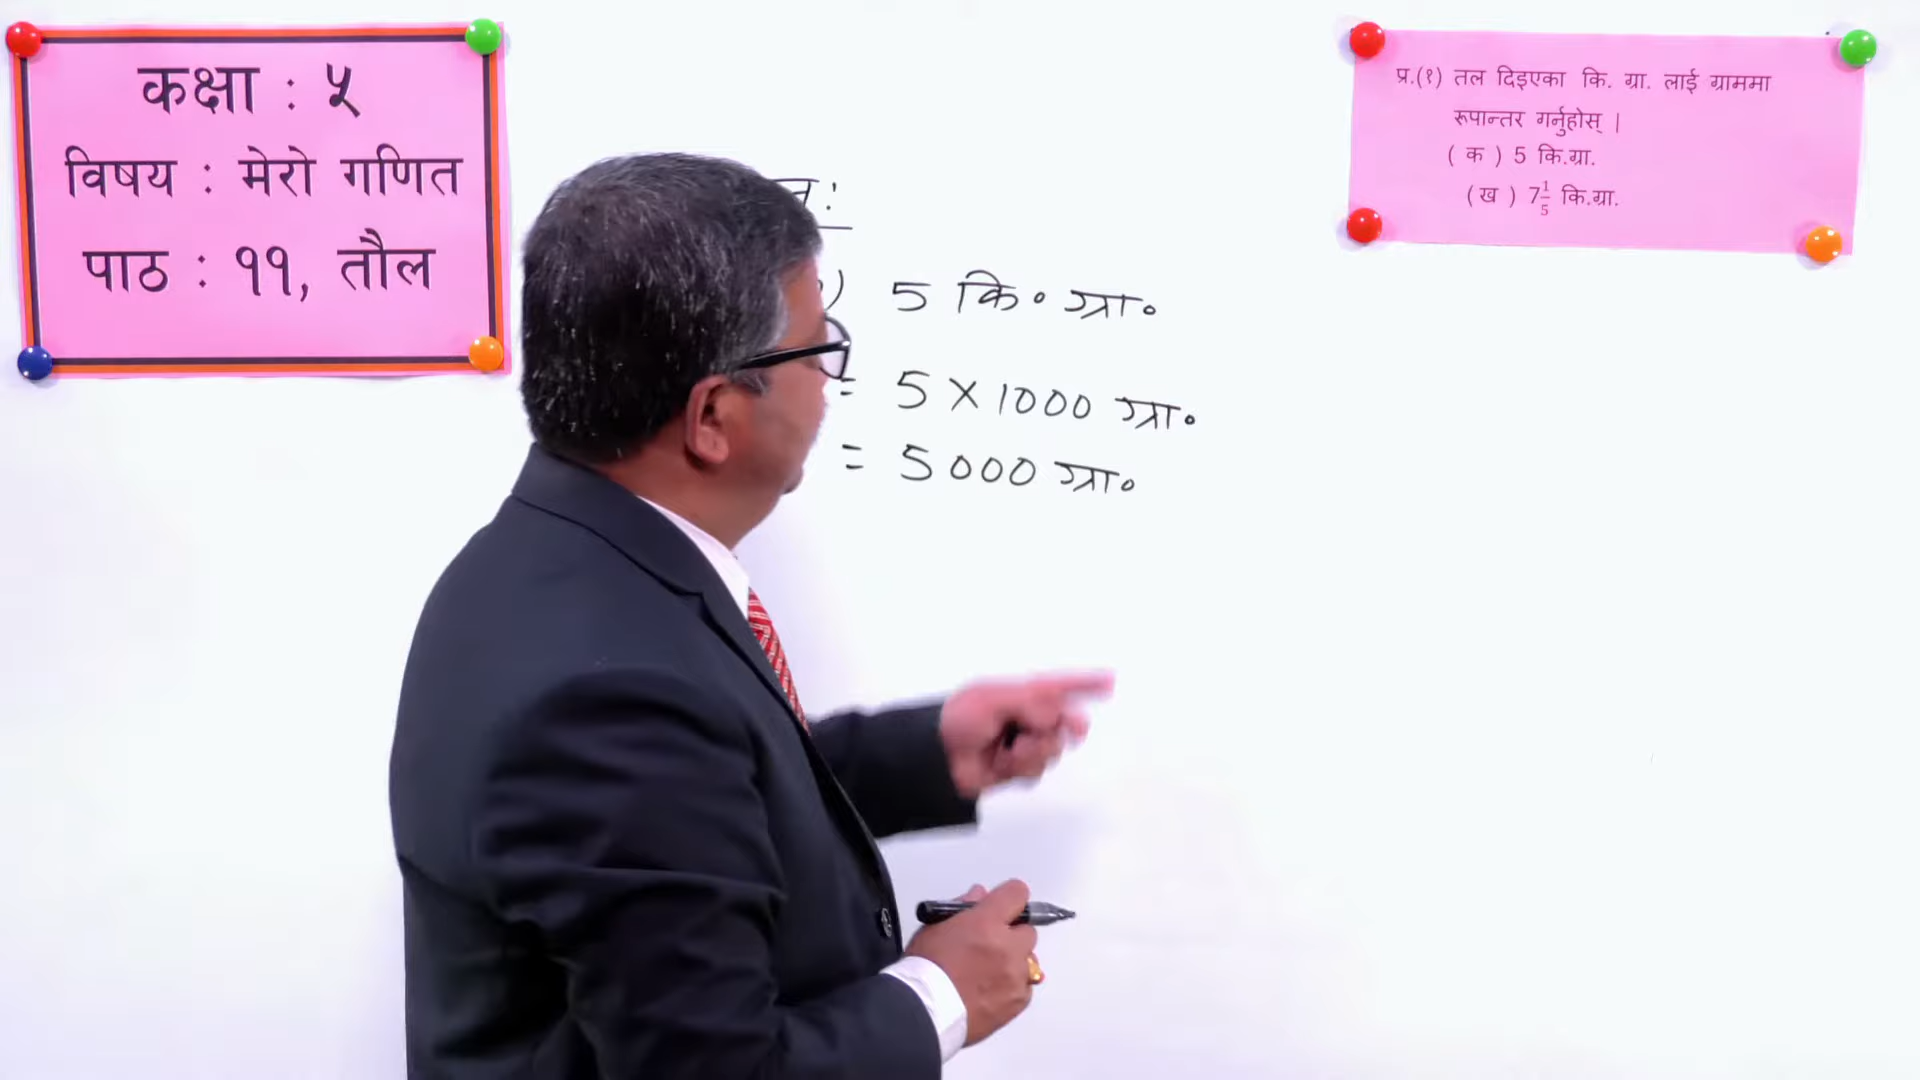 कक्षा : ५
विषय : मेरो गणित
पाठ : ११, तौल
प्र.(१) तल दिइएका कि. ग्रा. लाई ग्राममा
रूपान्तर गर्नुहोस् |
( क ) 5 कि.ग्रा.
( ख ) 7 1/5 कि.ग्रा.
5 कि० ग्रा०
= 5 × 1000 ग्रा०
= 5000 ग्रा०